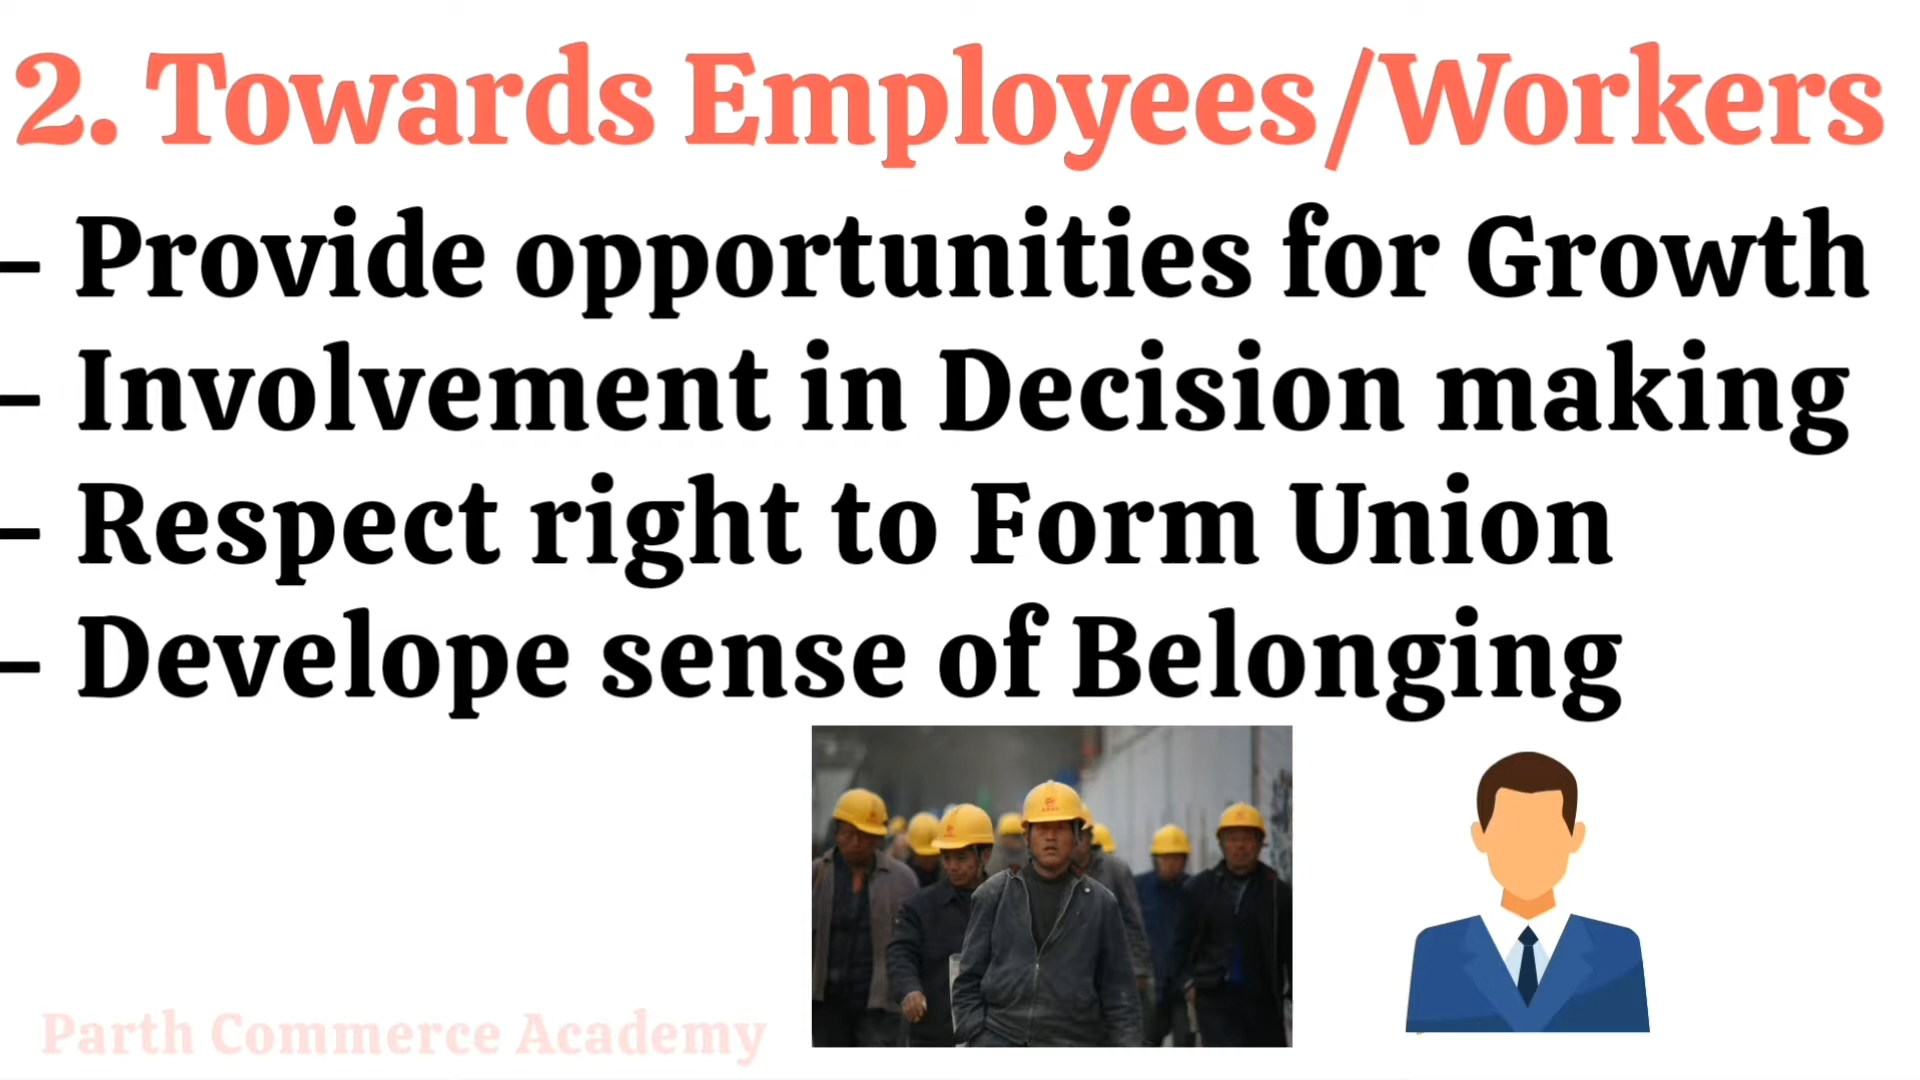 2. Towards Employees/Workers
- Provide opportunities for Growth
- Involvement in Decision making
- Respect right to Form Union
- Develope sense of Belonging
Parth Commerce Academy